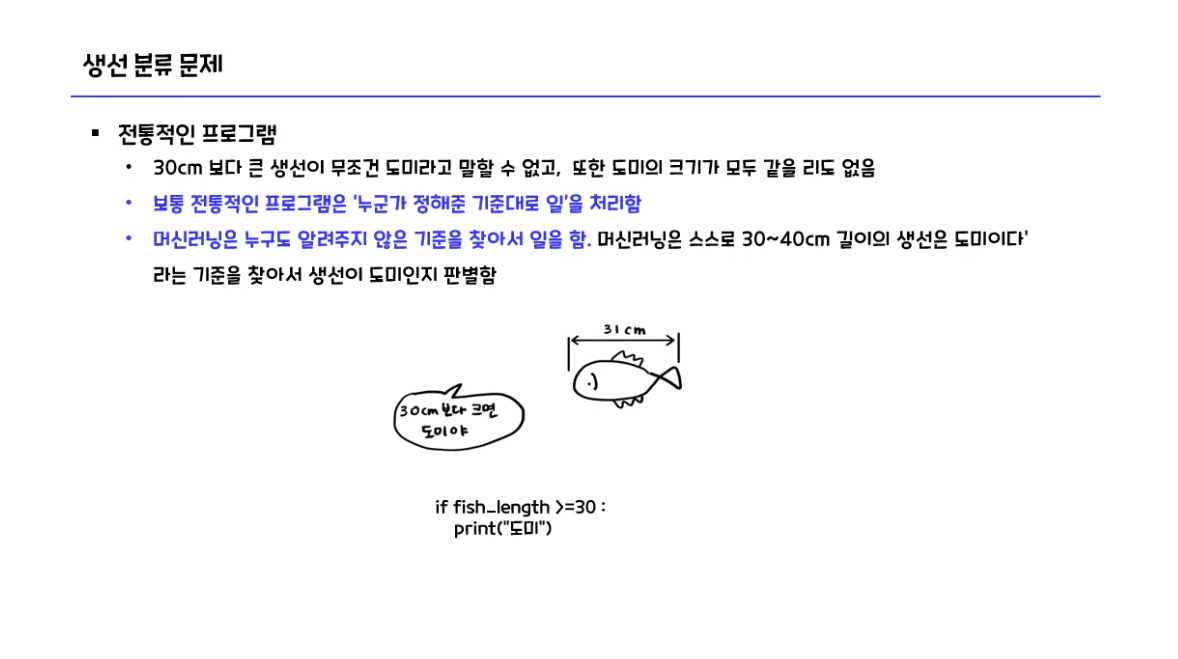 생선 분류 문제
▪ 전통적인 프로그램
• 30cm 보다 큰 생선이 무조건 도미라고 말할 수 없고, 또한 도미의 크기가 모두 같을 리도 없음
• 보통 전통적인 프로그램은 '누군가 정해준 기준대로 일'을 처리함
• 머신러닝은 누구도 알려주지 않은 기준을 찾아서 일을 함. 머신러닝은 스스로 30~40cm 길이의 생선은 도미이다'
라는 기준을 찾아서 생선이 도미인지 판별함
31cm
30cm 보다 크면
도미야
if fish_length >=30 :
print("도미")